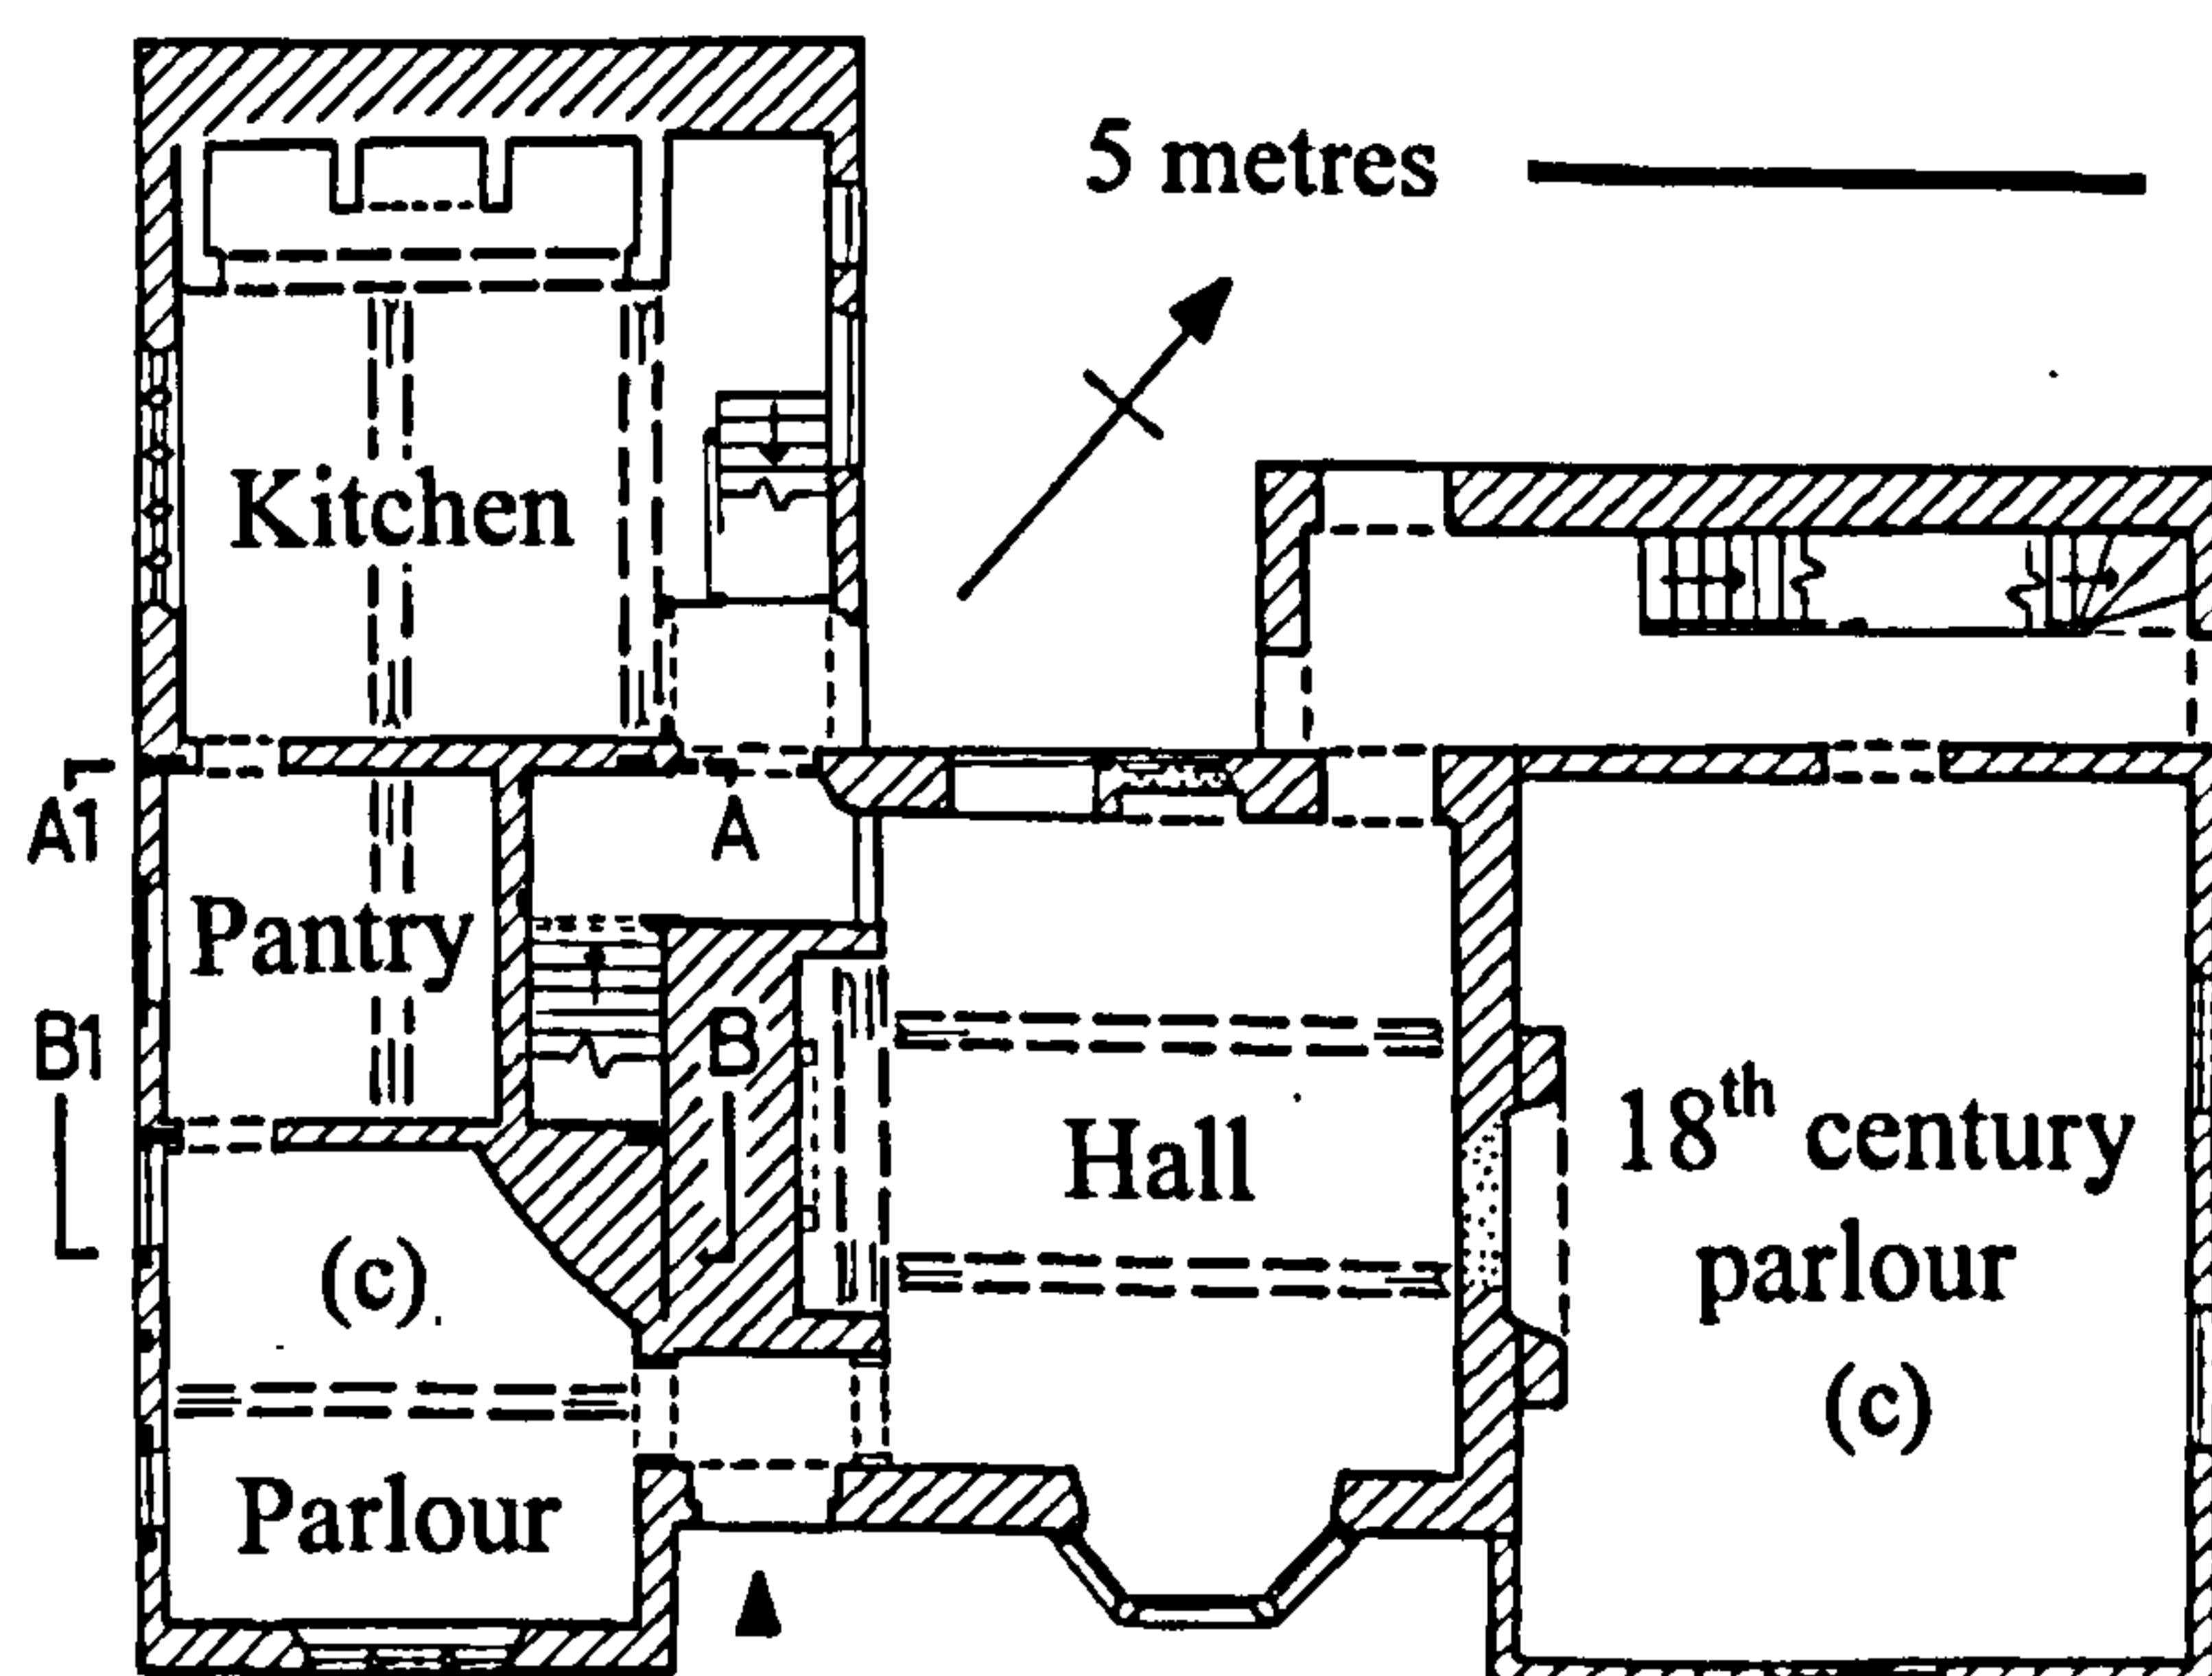 5 metres
Kitchen
A1
A
Pantry
B1
B
Hall
18th century
parlour
(c)
(c)
Parlour